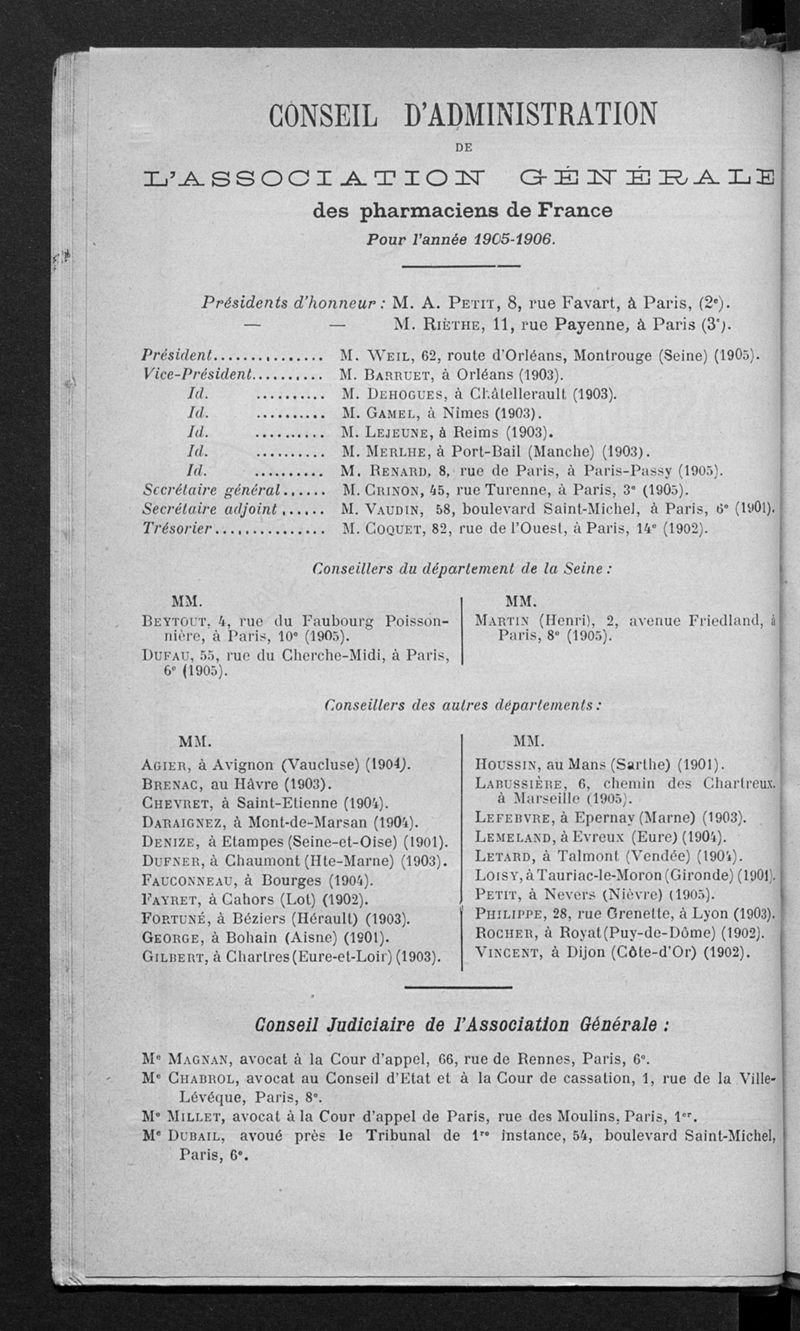 CONSEIL D'ADMINISTRATION
DE
L'ASSOCIATION GÉNÉRALE
des pharmaciens de France
Pour l'année 1905-1906.
Présidents d'honneur : M. A. PETIT, 8, rue Favart, à Paris, (2e).
— — M. RIÈTHE, 11, rue Payenne, à Paris (3e).
Président............... M. WEIL, 62, route d'Orléans, Montrouge (Seine) (1905).
Vice-Président.......... M. BARRUET, à Orléans (1903).
Id. .......... M. DEHOGUES, à Châtellerault (1903).
Id. .......... M. GAMEL, à Nîmes (1903).
Id. .......... M. LEJEUNE, à Reims (1903).
Id. .......... M. MERLHE, à Port-Bail (Manche) (1903).
Id. .......... M. RENARD, 8, rue de Paris, à Paris-Passy (1905).
Secrétaire général...... M. CRINON, 45, rue Turenne, à Paris, 3e (1905).
Secrétaire adjoint...... M. VAUDIN, 58, boulevard Saint-Michel, à Paris, 6e (1901).
Trésorier................ M. COQUET, 82, rue de l'Ouest, à Paris, 14e (1902).
Conseillers du département de la Seine :
MM.
BEYTOUT, 4, rue du Faubourg Poisson-
nière, à Paris, 10e (1905).
DUFAU, 55, rue du Cherche-Midi, à Paris,
6e (1905).
MM.
MARTIN (Henri), 2, avenue Friedland, à
Paris, 8e (1905).
Conseillers des autres départements :
MM.
AGIER, à Avignon (Vaucluse) (1904).
BRENAC, au Hâvre (1903).
CHEVRET, à Saint-Etienne (1904).
DARAIGNEZ, à Mont-de-Marsan (1904).
DENIZE, à Etampes (Seine-et-Oise) (1901).
DUFNER, à Chaumont (Hte-Marne) (1903).
FAUCONNEAU, à Bourges (1904).
FAYRET, à Cahors (Lot) (1902).
FORTUNÉ, à Béziers (Hérault) (1903).
GEORGE, à Bohain (Aisne) (1901).
GILBERT, à Chartres (Eure-et-Loir) (1903).
MM.
HOUSSIN, au Mans (Sarthe) (1901).
LABUSSIÈRE, 6, chemin des Chartreux.
à Marseille (1905).
LEFEBVRE, à Epernay (Marne) (1903).
LEMELAND, à Evreux (Eure) (1904).
LETARD, à Talmont (Vendée) (1904).
LOISY, à Tauriac-le-Moron (Gironde) (1901).
PETIT, à Nevers (Nièvre) (1905).
PHILIPPE, 28, rue Grenette, à Lyon (1903).
ROCHER, à Royat (Puy-de-Dôme) (1902).
VINCENT, à Dijon (Côte-d'Or) (1902).
Conseil Judiciaire de l'Association Générale :
Me MAGNAN, avocat à la Cour d'appel, 66, rue de Rennes, Paris, 6e.
Me CHABROL, avocat au Conseil d'Etat et à la Cour de cassation, 1, rue de la Ville-
Lévéque, Paris, 8e.
Me MILLET, avocat à la Cour d'appel de Paris, rue des Moulins, Paris, 1er.
Me DUBAIL, avoué près le Tribunal de 1re instance, 54, boulevard Saint-Michel,
Paris, 6e.